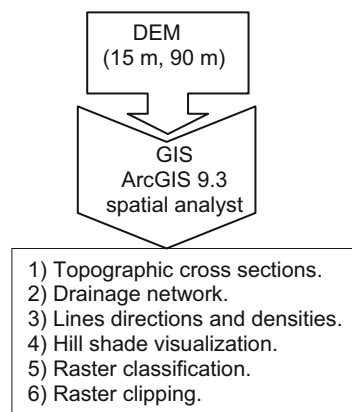 DEM
(15 m, 90 m)
GIS
ArcGIS 9.3
spatial analyst
1) Topographic cross sections.
2) Drainage network.
3) Lines directions and densities.
4) Hill shade visualization.
5) Raster classification.
6) Raster clipping.